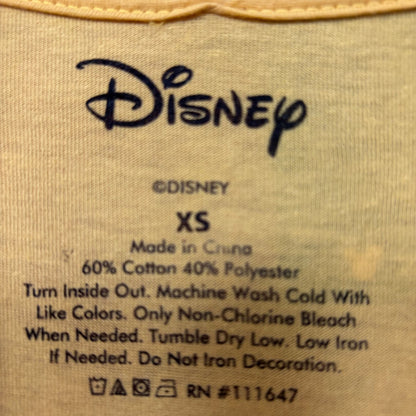 Disney
©DISNEY
XS
Made in China
60% Cotton 40% Polyester
Turn Inside Out. Machine Wash Cold With
Like Colors. Only Non-Chlorine Bleach
When Needed. Tumble Dry Low. Low Iron
If Needed. Do Not Iron Decoration.
RN #111647